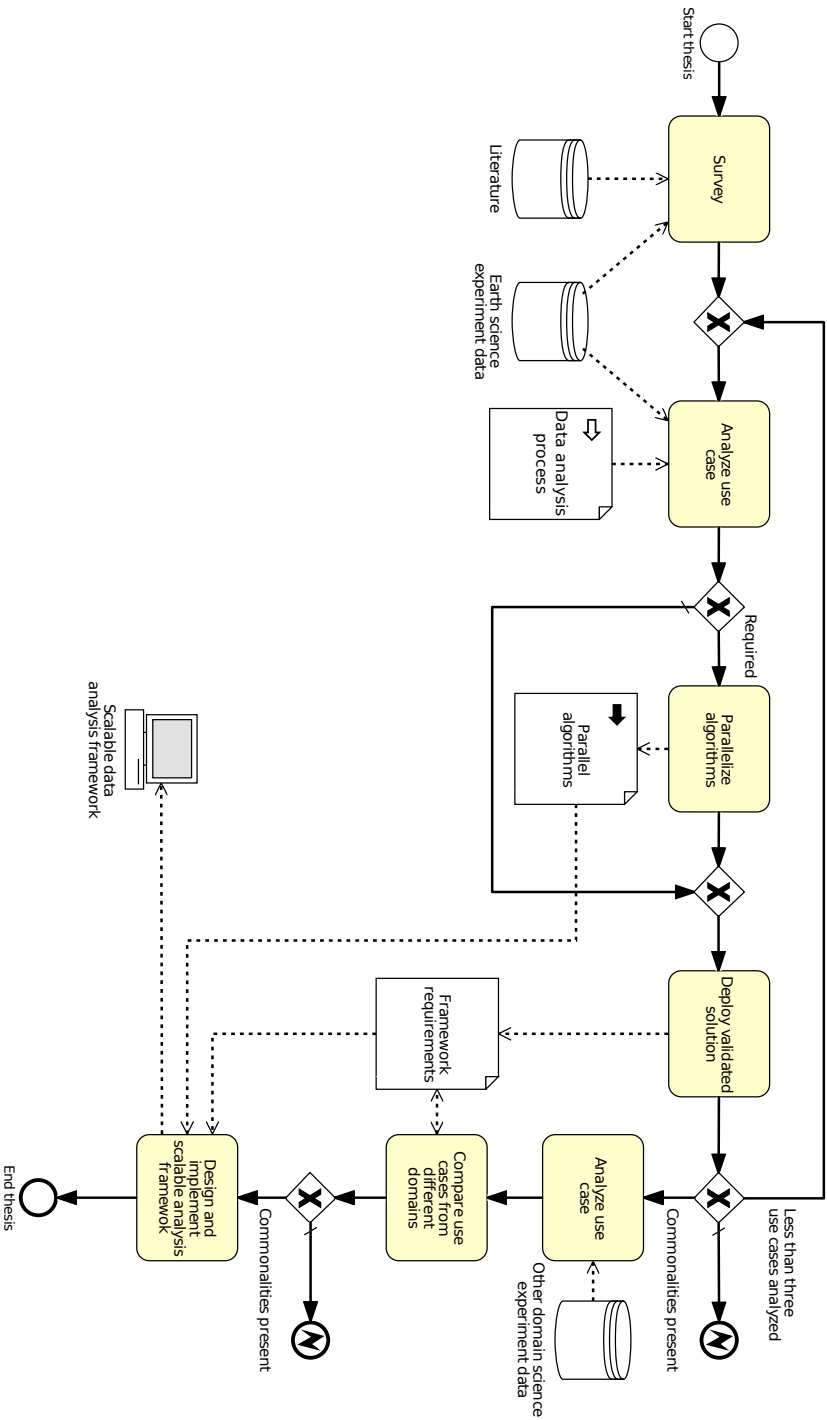 Start thesis
Survey
Literature
Earth science
experiment data
Analyze use
case
Data analysis
process
Required
Parallelize
algorithms
Parallel
algorithms
Deploy validated
solution
Less than three
use cases analyzed
Commonalities present
Analyze use
case
Other domain science
experiment data
Framework
requirements
Compare use
cases from
different
domains
Commonalities present
Design and
implement
scalable analysis
framewok
Scalable data
analysis framework
End thesis